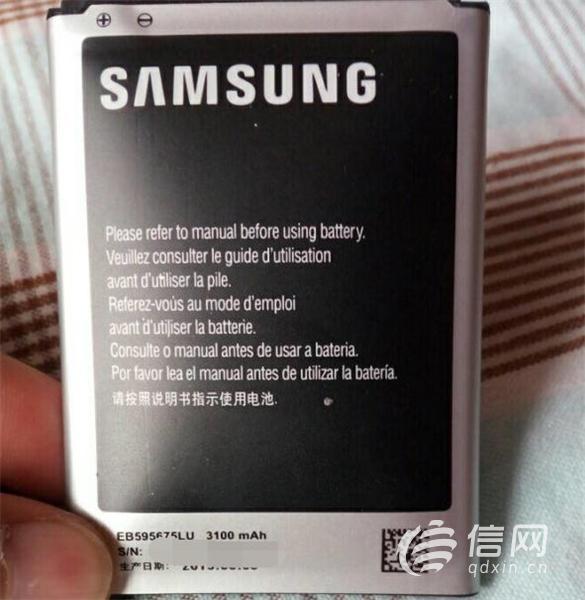 SAMSUNG
Please refer to manual before using battery.
Veuillez consulter le guide d'utilisation
avant d'utiliser la pile.
Referez-vous au mode d'emploi
avant d'utiliser la batterie.
Consulte o manual antes de usar a bateria.
Por favor lea el manual antes de utilizar la batería.
请按照说明书指示使用电池.
EB595675LU 3100 mAh
S/N:
生产日期:
信网
qdxin.cn